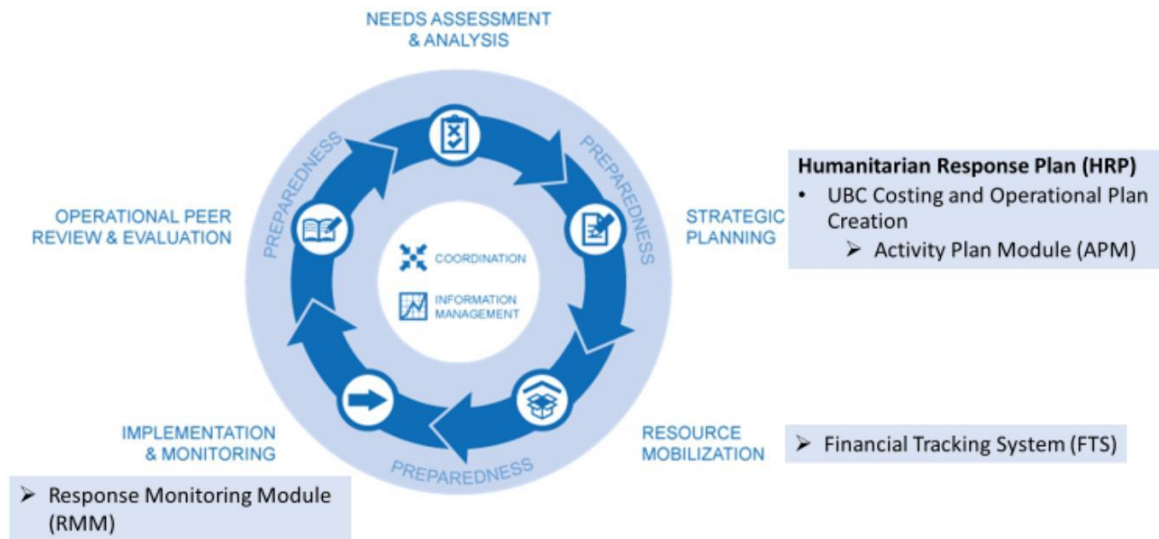 NEEDS ASSESSMENT
& ANALYSIS
PREPAREDNESS
PREPAREDNESS
Humanitarian Response Plan (HRP)
• UBC Costing and Operational Plan
Creation
➢ Activity Plan Module (APM)
OPERATIONAL PEER
REVIEW & EVALUATION
STRATEGIC
PLANNING
COORDINATION
INFORMATION
MANAGEMENT
IMPLEMENTATION
& MONITORING
RESOURCE
MOBILIZATION
➢ Financial Tracking System (FTS)
PREPAREDNESS
➢ Response Monitoring Module
(RMM)